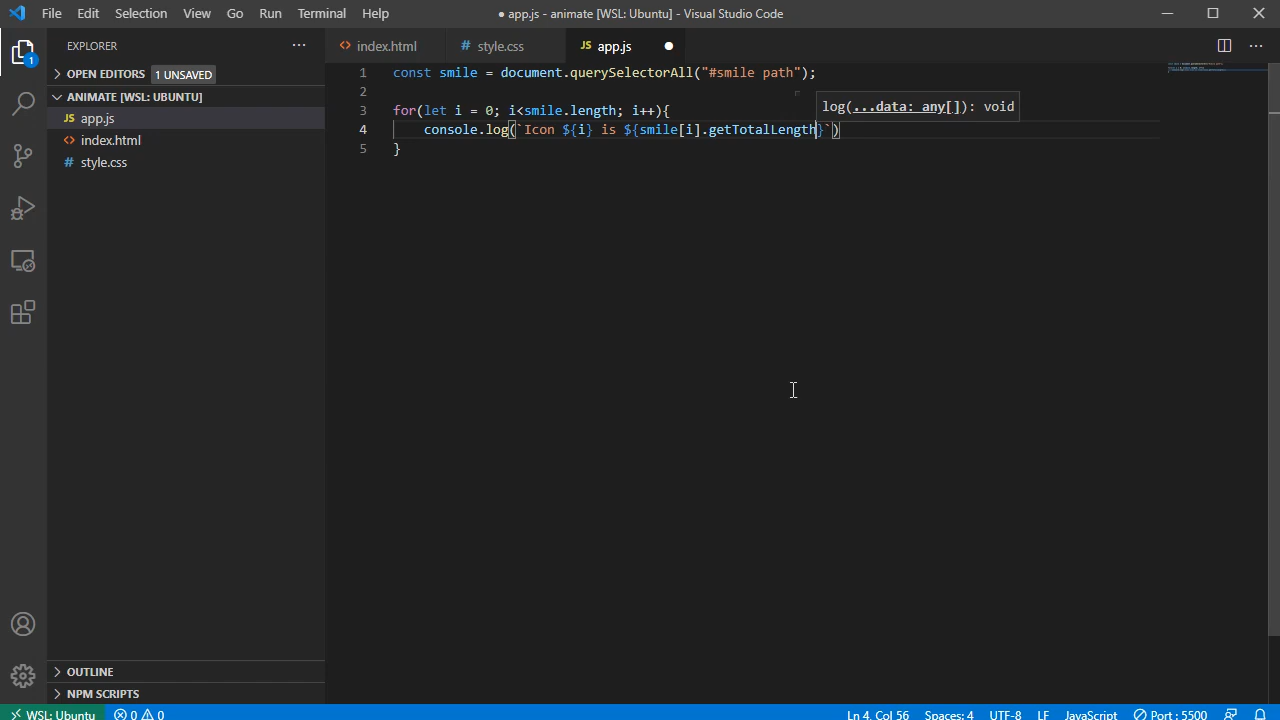 File Edit Selection View Go Run Terminal Help ● app.js - animate [WSL: Ubuntu] - Visual Studio Code
EXPLORER ...
<> index.html # style.css JS app.js ●
OPEN EDITORS 1 UNSAVED
ANIMATE [WSL: UBUNTU]
JS app.js
<> index.html
# style.css
1
1 const smile = document.querySelectorAll("#smile path");
2
3 for(let i = 0; i<smile.length; i++){
log(...data: any[]): void
4 console.log(`Icon ${i} is ${smile[i].getTotalLength}`)
5 }
OUTLINE
NPM SCRIPTS
WSL: Ubuntu 0 0 Ln 4, Col 56 Spaces: 4 UTF-8 LF JavaScript Port : 5500